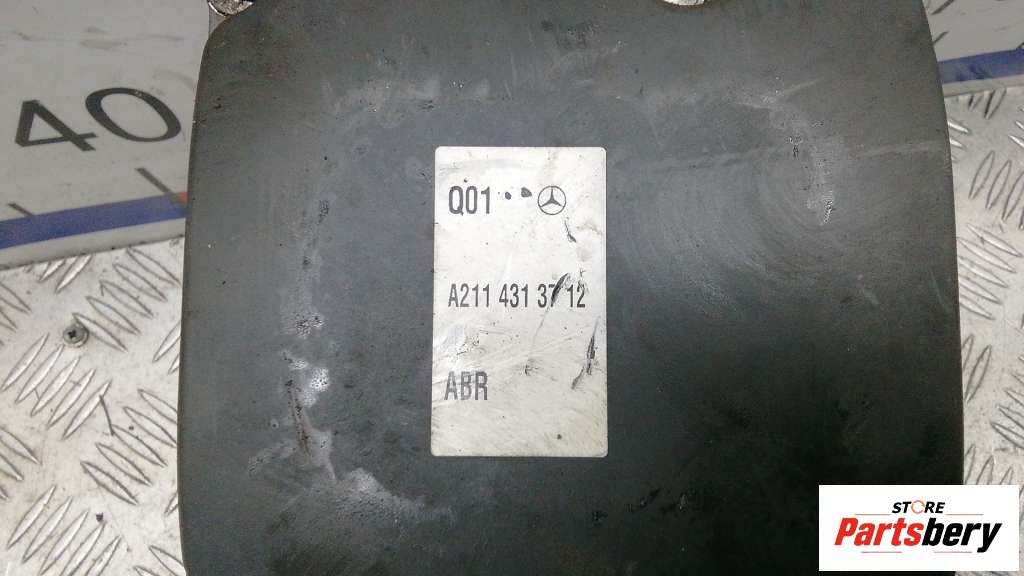 40
Q01
A211 431 37 12
ABR
STORE
Partsbery